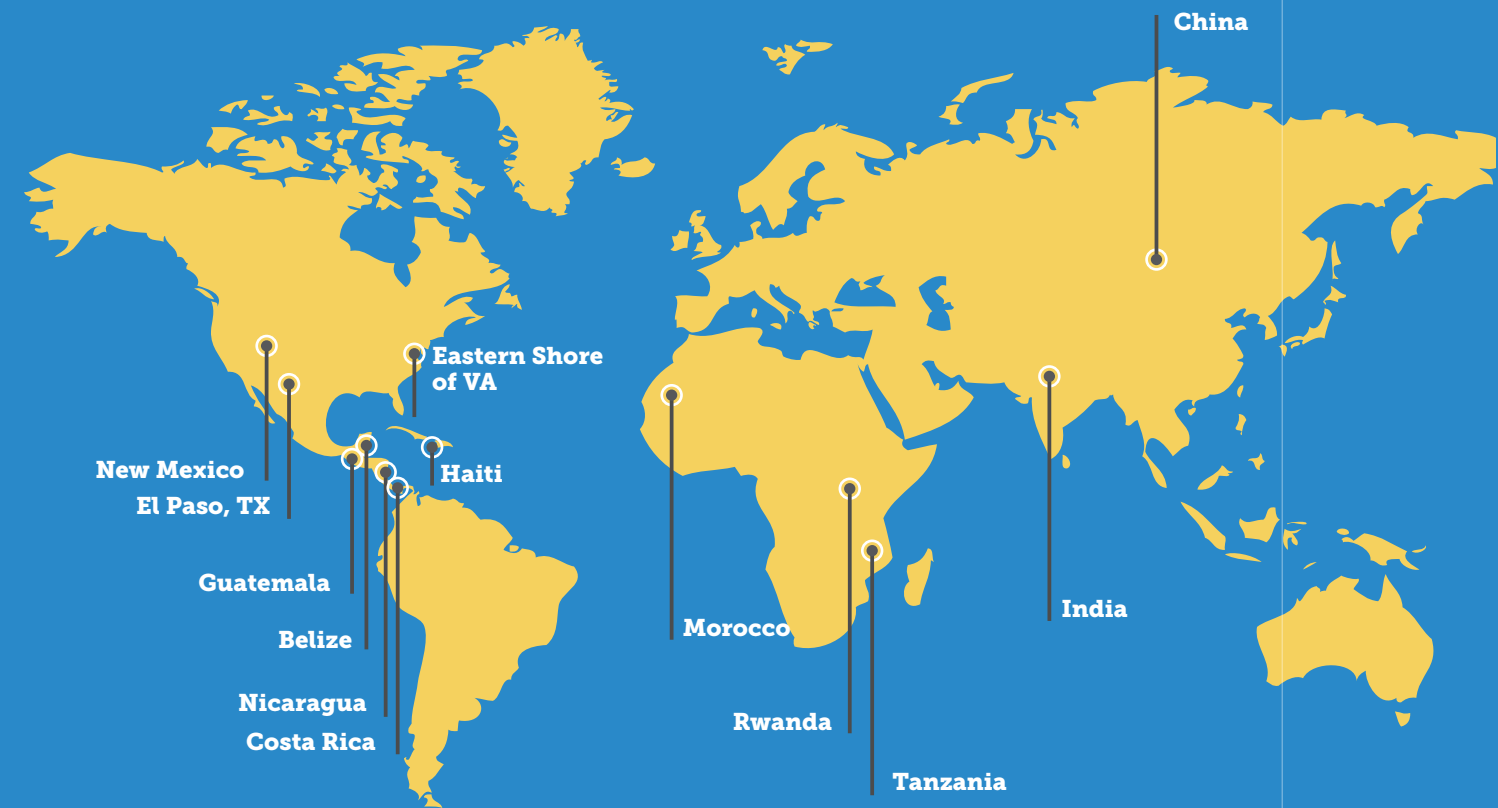 China
Eastern Shore
of VA
New Mexico
Haiti
El Paso, TX
Guatemala
India
Morocco
Belize
Nicaragua
Rwanda
Costa Rica
Tanzania